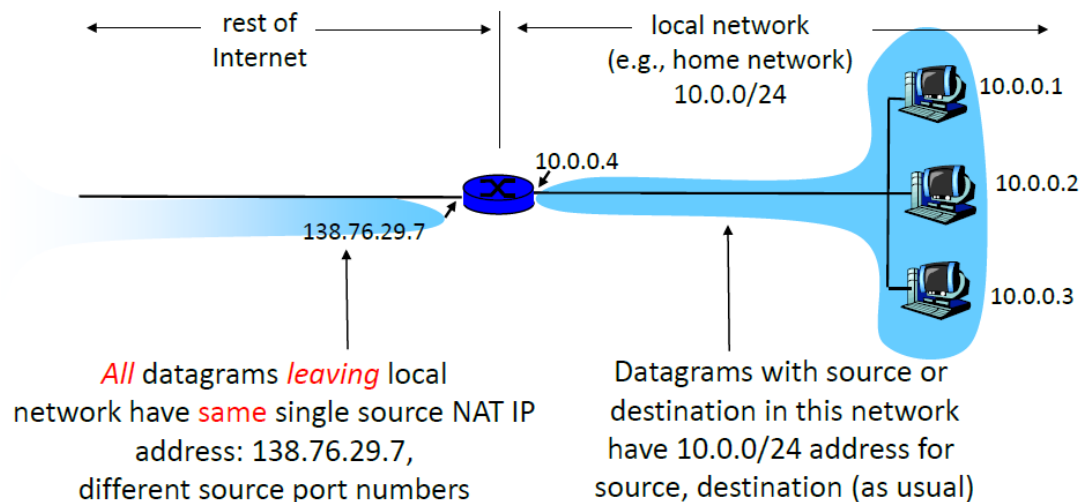 rest of
Internet
local network
(e.g., home network)
10.0.0/24
10.0.0.1
10.0.0.4
10.0.0.2
138.76.29.7
10.0.0.3
All datagrams leaving local
network have same single source NAT IP
address: 138.76.29.7,
different source port numbers
Datagrams with source or
destination in this network
have 10.0.0/24 address for
source, destination (as usual)